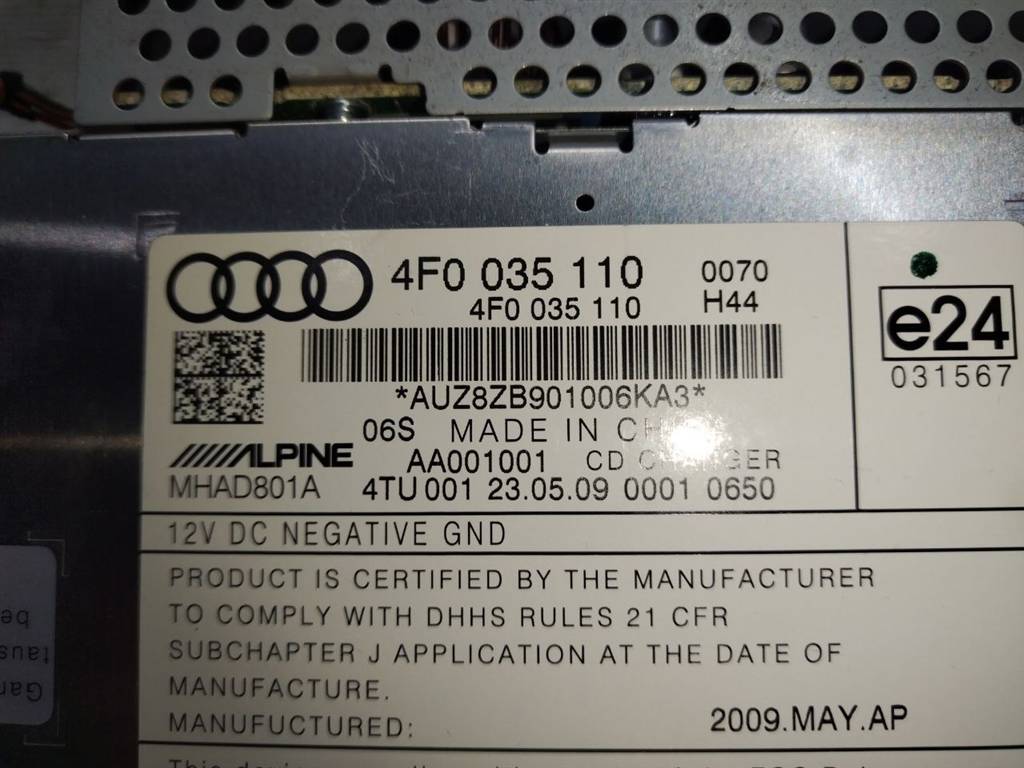 4F0 035 110 0070
4F0 035 110 H44
e24
031567
*AUZ8ZB901006KA3*
06S MADE IN
ALPINE AA001001 CD
MHAD801A 4TU 001 23.05.09 0001 0650
12V DC NEGATIVE GND
PRODUCT IS CERTIFIED BY THE MANUFACTURER
TO COMPLY WITH DHHS RULES 21 CFR
SUBCHAPTER J APPLICATION AT THE DATE OF
MANUFACTURE.
MANUFUCTURED: 2009.MAY.AP